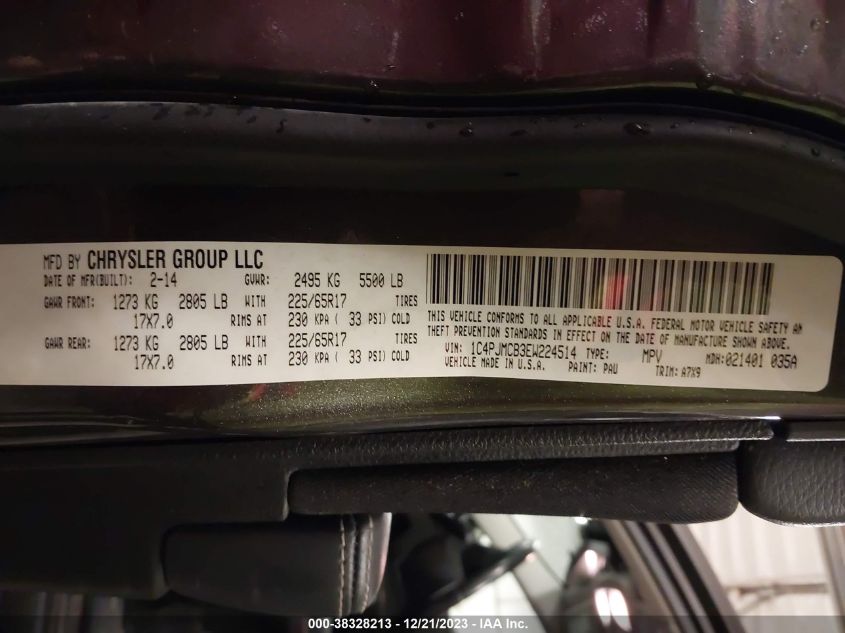 MFD BY CHRYSLER GROUP LLC
DATE OF MFR(BUILT): 2-14 GVWR: 2495 KG 5500 LB
GAWR FRONT: 1273 KG 2805 LB WITH 225/65R17 TIRES
17X7.0 RIMS AT 230 KPA ( 33 PSI) COLD
GAWR REAR: 1273 KG 2805 LB WITH 225/65R17 TIRES
17X7.0 RIMS AT 230 KPA ( 33 PSI) COLD
THIS VEHICLE CONFORMS TO ALL APPLICABLE U.S.A. FEDERAL MOTOR VEHICLE SAFETY AND
THEFT PREVENTION STANDARDS IN EFFECT ON THE DATE OF MANUFACTURE SHOWN ABOVE.
VIN: 1C4PJMCB3EW224514 TYPE: MPV MDH:021401 035A
VEHICLE MADE IN U.S.A. PAINT: PAU TRIM: A7X9
000-38328213 - 12/21/2023 - IAA Inc.